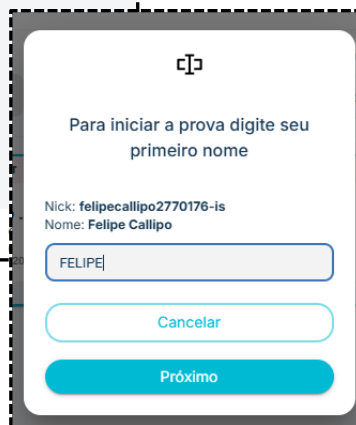 Para iniciar a prova digite seu
primeiro nome
Nick: felipecallipo2770176-is
Nome: Felipe Callipo
FELIPE
Cancelar
Próximo